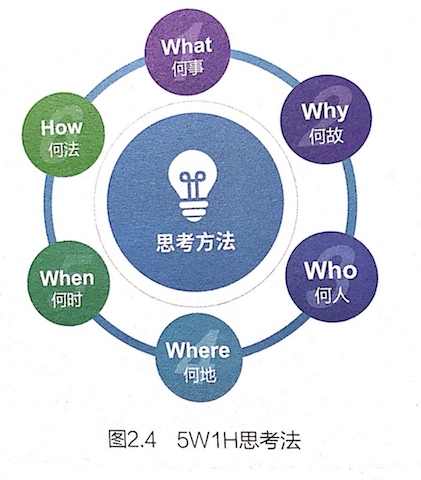 What
何事
Why
何故
Who
何人
Where
何地
When
何时
How
何法
思考方法
图2.4 5W1H思考法